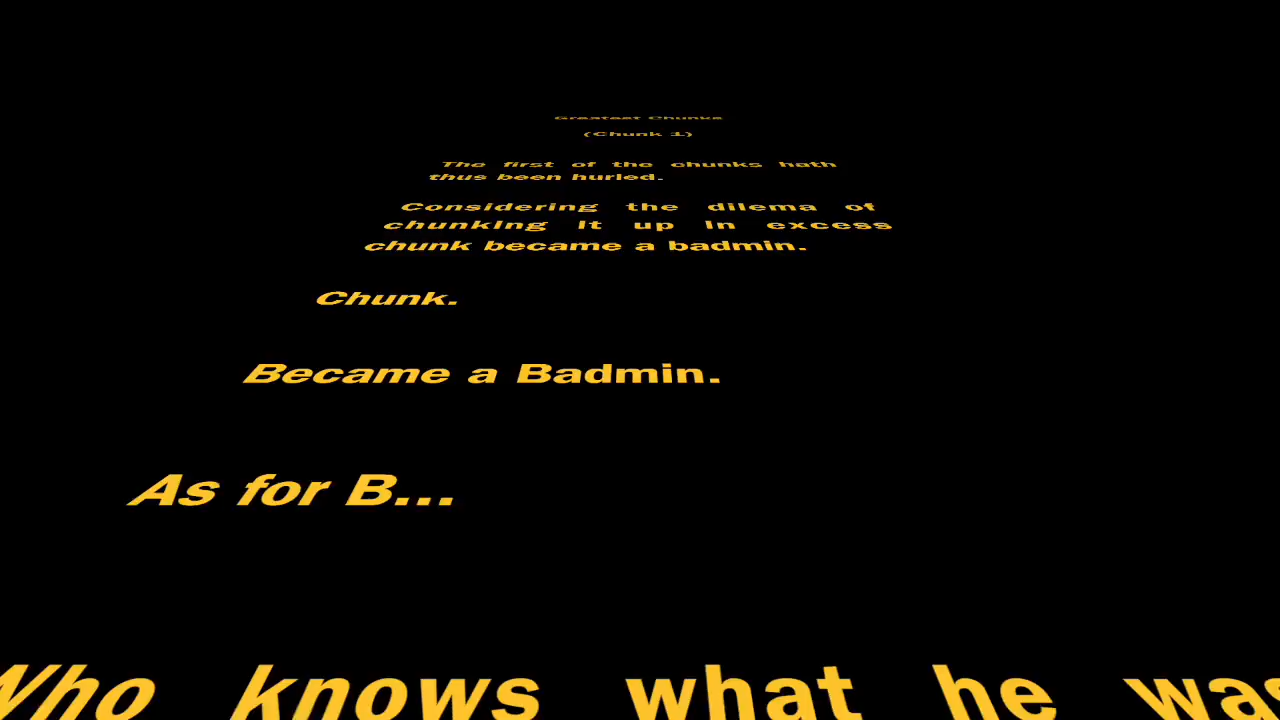 Greatest Chunks
(Chunk 1)
The first of the chunks hath
thus been hurled.
Considering the dilema of
chunking it up in excess
chunk became a badmin.
Chunk.
Became a Badmin.
As for B...
Who knows what he was